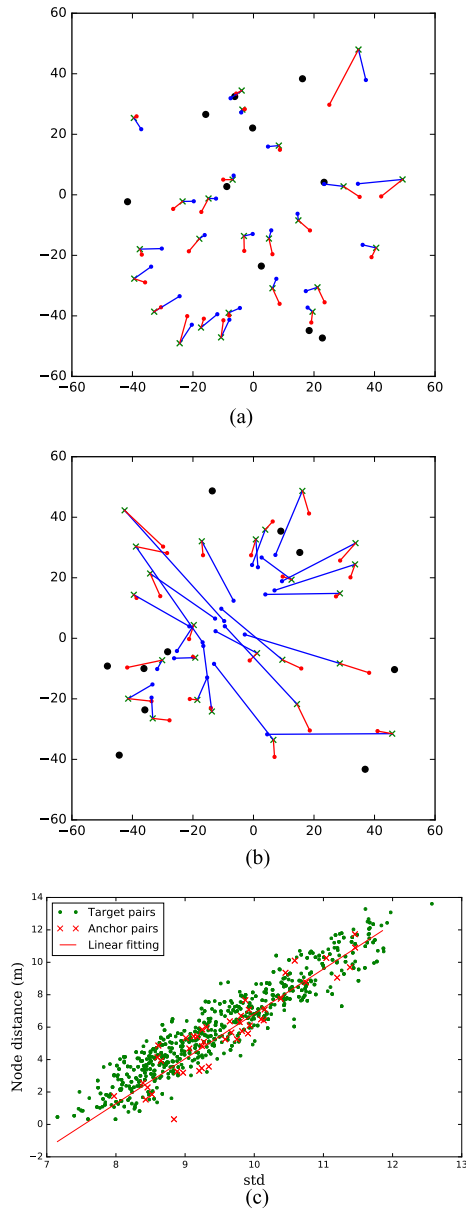 60
40
20
0
−20
−40
−60
−60 −40 −20 0 20 40 60
(a)
60
40
20
0
−20
−40
−60
−60 −40 −20 0 20 40 60
(b)
14
12
10
8
6
4
2
0
−2
Node distance (m)
Target pairs
Anchor pairs
Linear fitting
7 8 9 10 11 12 13
std
(c)